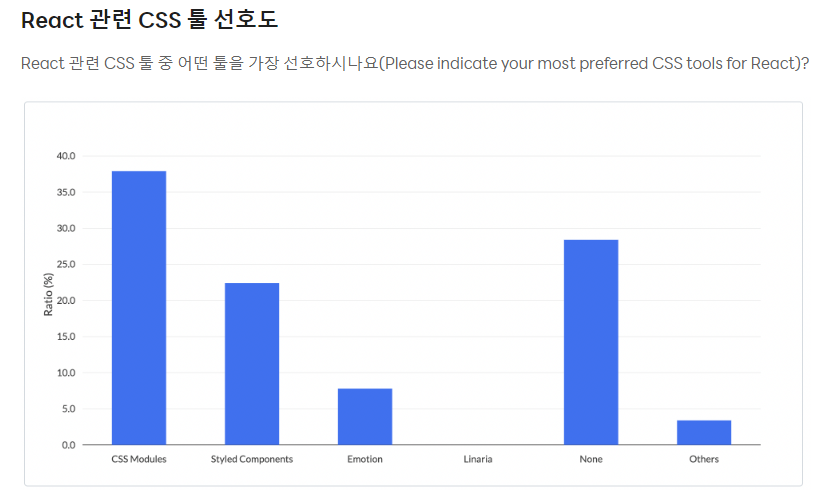 React 관련 CSS 툴 선호도
React 관련 CSS 툴 중 어떤 툴을 가장 선호하시나요(Please indicate your most preferred CSS tools for React)?
40.0
35.0
30.0
25.0
20.0
15.0
10.0
5.0
0.0
Ratio (%)
CSS Modules Styled Components Emotion Linaria None Others